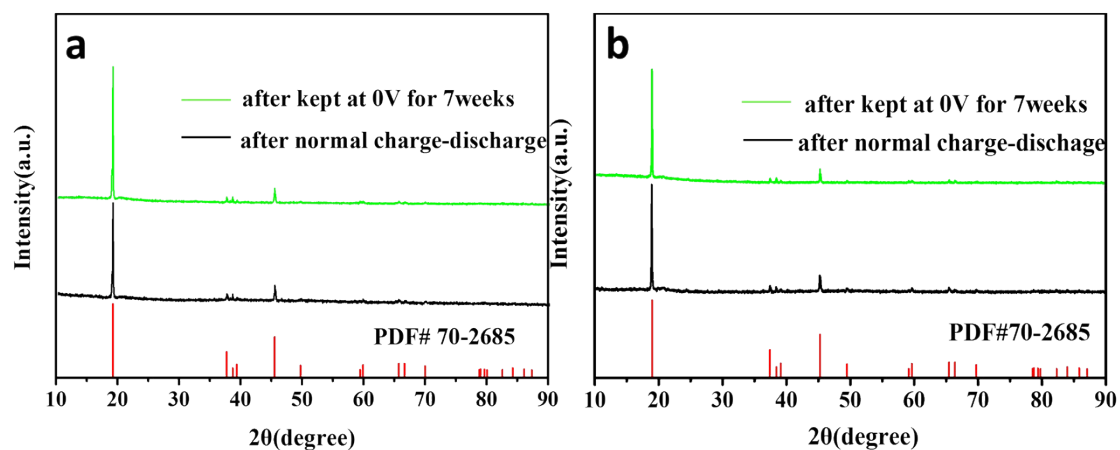 a
after kept at 0V for 7weeks
after normal charge-discharge
PDF# 70-2685
Intensity(a.u.)
10 20 30 40 50 60 70 80 90
2θ(degree)
b
after kept at 0V for 7weeks
after normal charge-dischage
PDF#70-2685
Intensity(a.u.)
10 20 30 40 50 60 70 80 90
2θ(degree)